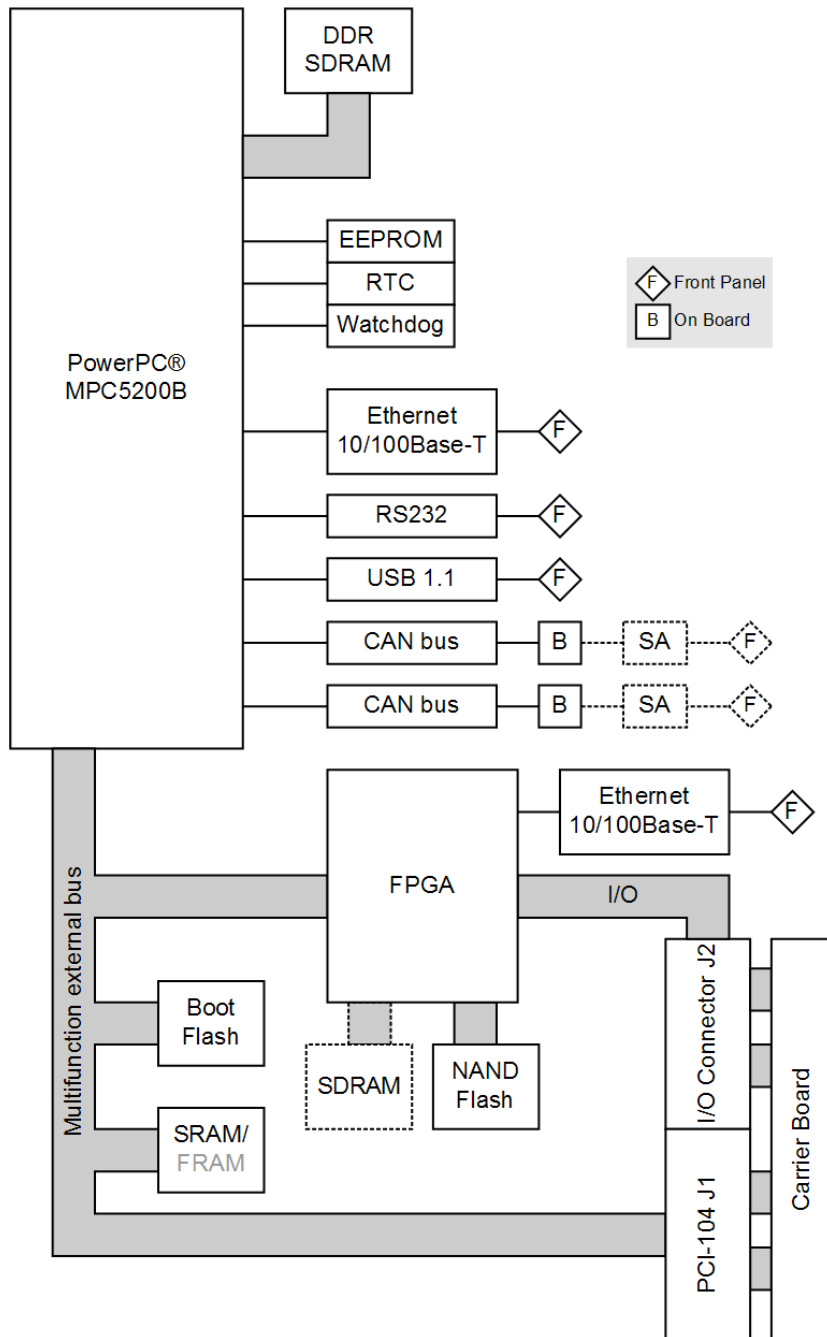 DDR
SDRAM
EEPROM
RTC
Watchdog
F Front Panel
B On Board
PowerPC®
MPC5200B
Ethernet
10/100Base-T
F
RS232
F
USB 1.1
F
CAN bus
B
SA
F
CAN bus
B
SA
F
Ethernet
10/100Base-T
F
FPGA
I/O
Multifunction external bus
Boot
Flash
SDRAM
NAND
Flash
SRAM/
FRAM
I/O Connector J2
PCI-104 J1
Carrier Board